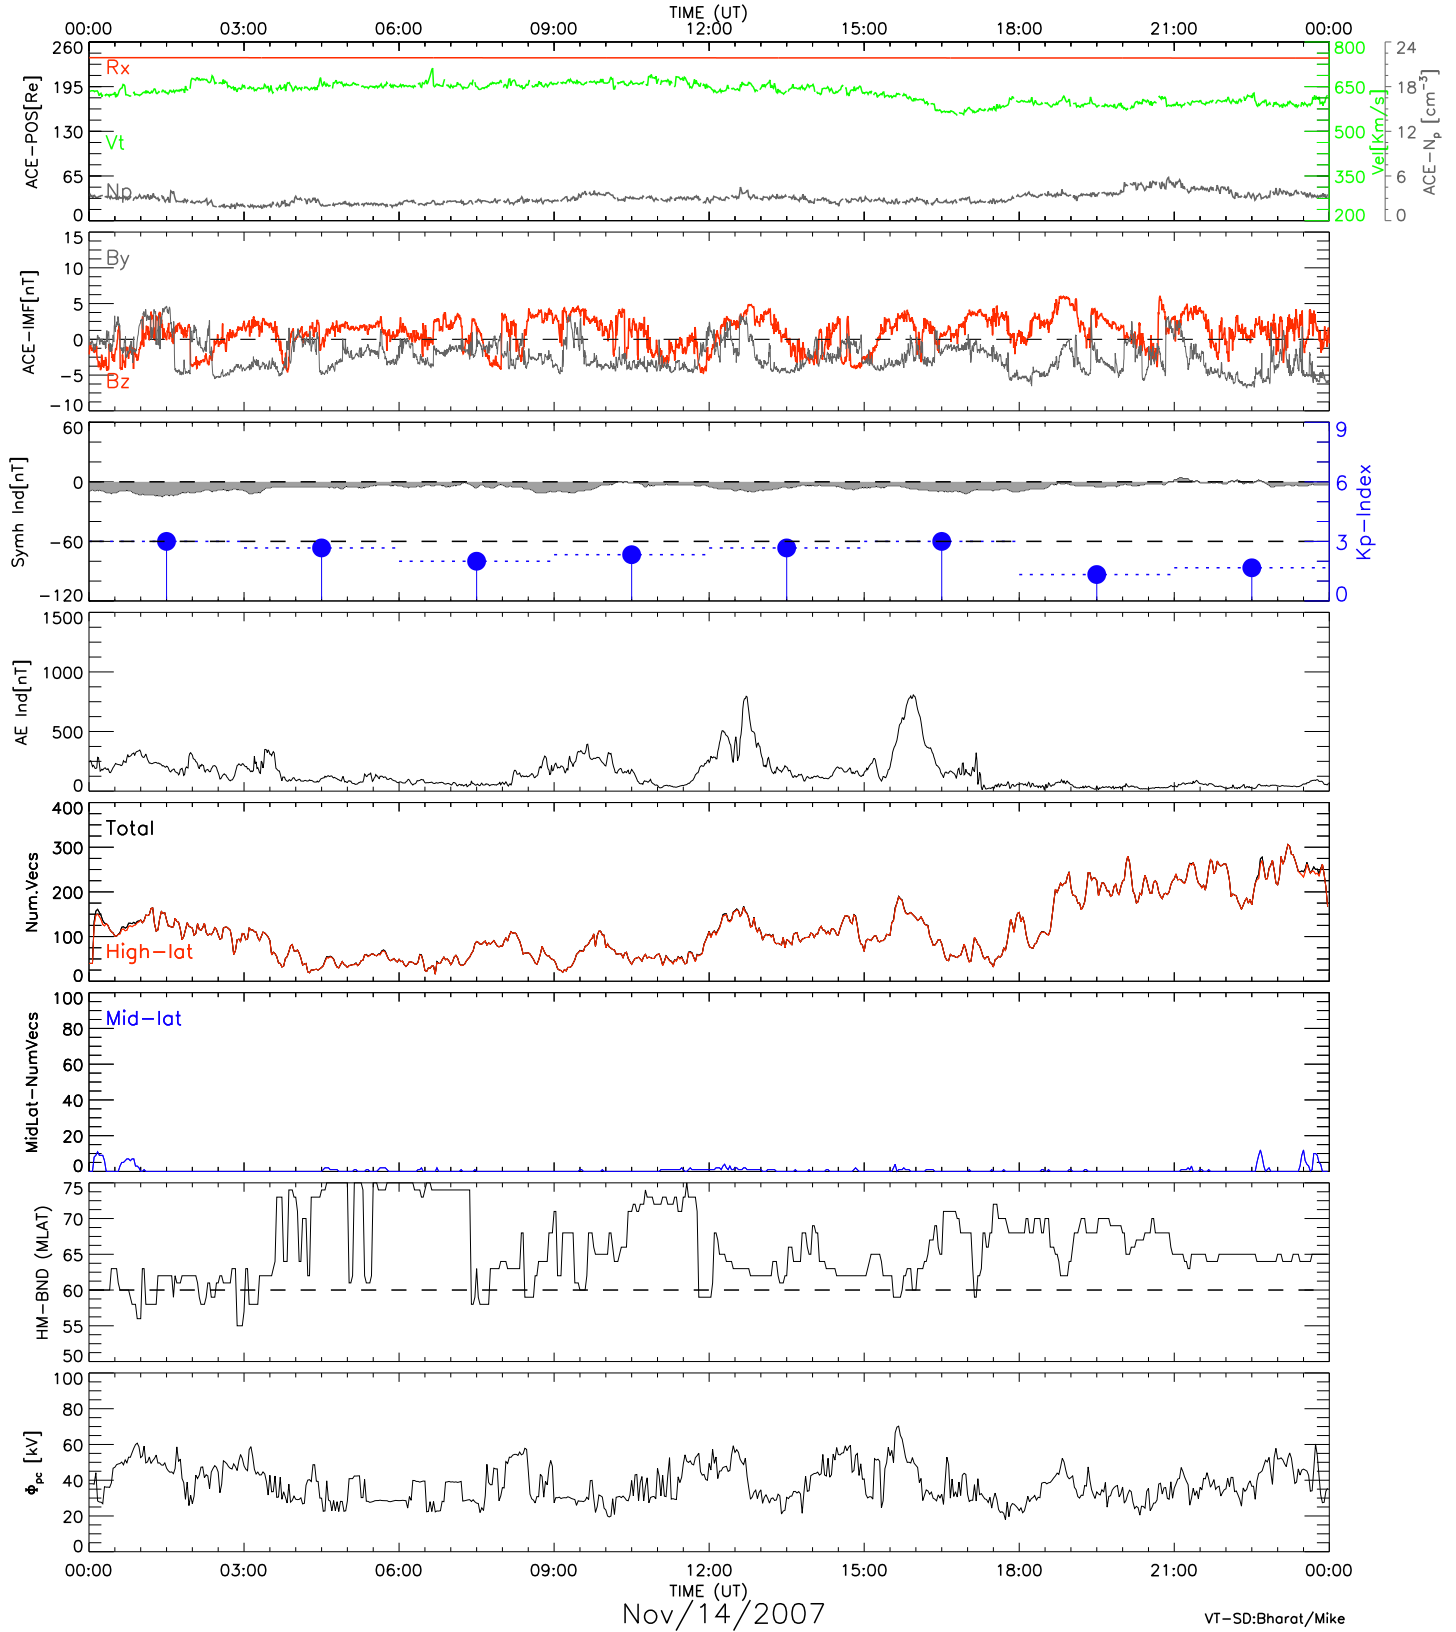 TIME (UT)
00:00 03:00 06:00 09:00 12:00 15:00 18:00 21:00 00:00
260
195
130
65
0
ACE-POS[Re]
Rx
Vt
Np
800
650
500
350
200
Vel[Km/s]
24
18
12
6
0
ACE-Np [cm⁻³]
15
10
5
0
-5
-10
ACE-IMF[nT]
By
Bz
60
0
-60
-120
Symh Ind[nT]
9
6
3
0
Kp-Index
1500
1000
500
0
AE Ind[nT]
400
300
200
100
0
Num.Vecs
Total
High-lat
100
80
60
40
20
0
MidLat-NumVecs
Mid-lat
75
70
65
60
55
50
HM-BND (MLAT)
100
80
60
40
20
0
Φpc [kV]
00:00 03:00 06:00 09:00 12:00 15:00 18:00 21:00 00:00
TIME (UT)
Nov/14/2007
VT-SD:Bharat/Mike